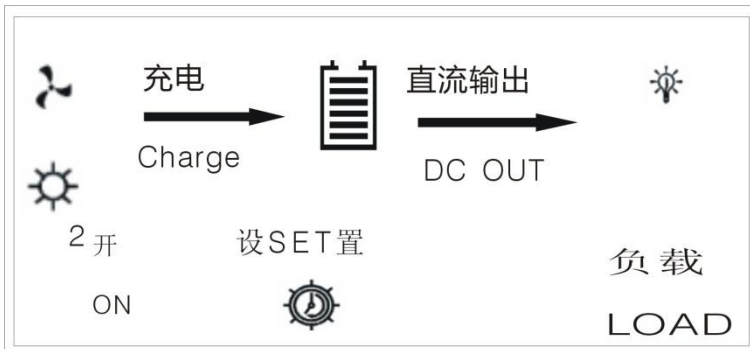 充电
直流输出
Charge
DC OUT
2开
设SET置
负载
ON
LOAD